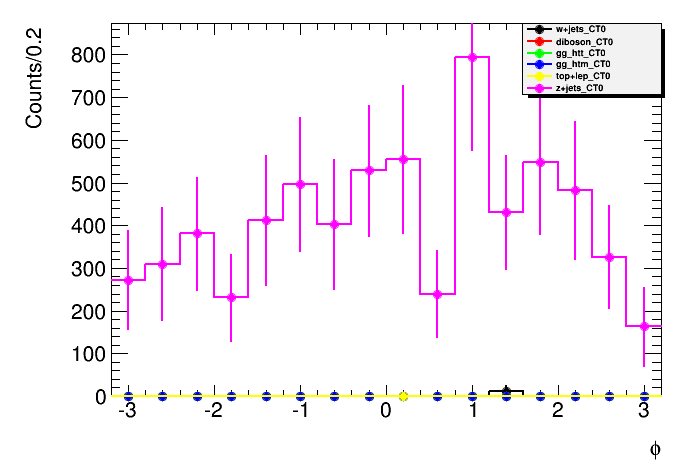 Counts/0.2
800
700
600
500
400
300
200
100
0
-3 -2 -1 0 1 2 3
ϕ
w+jets_CT0
diboson_CT0
gg_htt_CT0
gg_htm_CT0
top+lep_CT0
z+jets_CT0